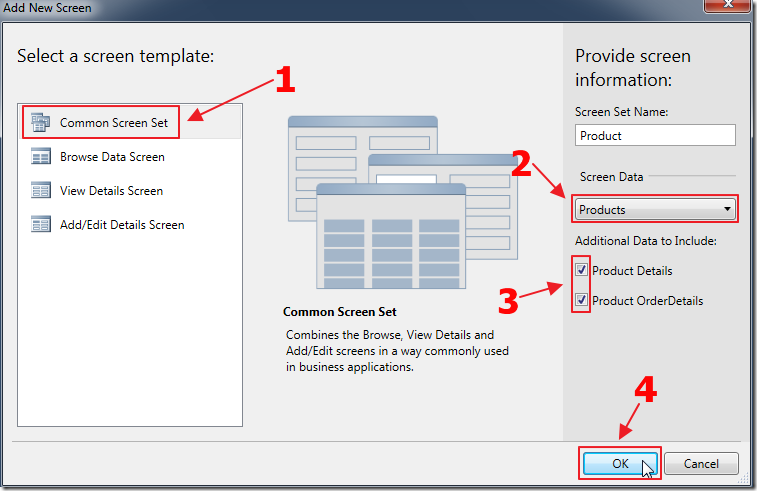 Add New Screen
Select a screen template:
1
Common Screen Set
Browse Data Screen
View Details Screen
Add/Edit Details Screen
Common Screen Set
Combines the Browse, View Details and
Add/Edit screens in a way commonly used
in business applications.
Provide screen
information:
Screen Set Name:
Product
2
Screen Data
Products
Additional Data to Include:
3
Product Details
Product OrderDetails
4
OK
Cancel